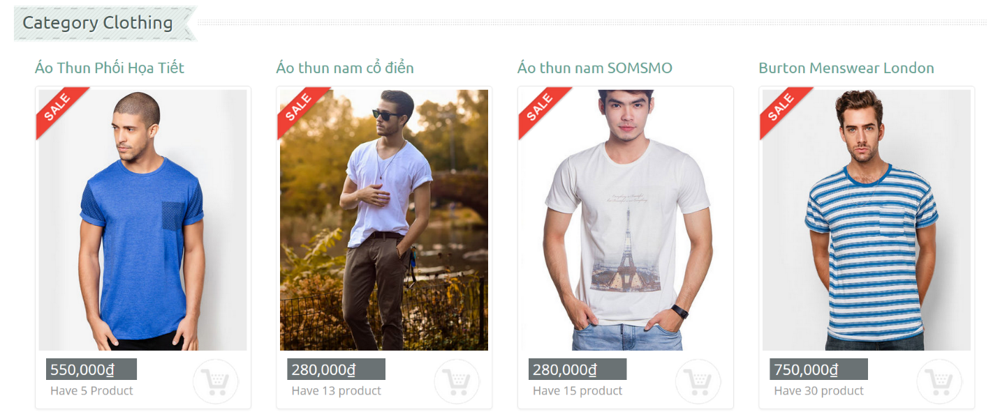 Category Clothing
Áo Thun Phối Họa Tiết
Áo thun nam cổ điển
Áo thun nam SOMSMO
Burton Menswear London
SALE
SALE
SALE
SALE
550,000₫
280,000₫
280,000₫
750,000₫
Have 5 Product
Have 13 product
Have 15 product
Have 30 product